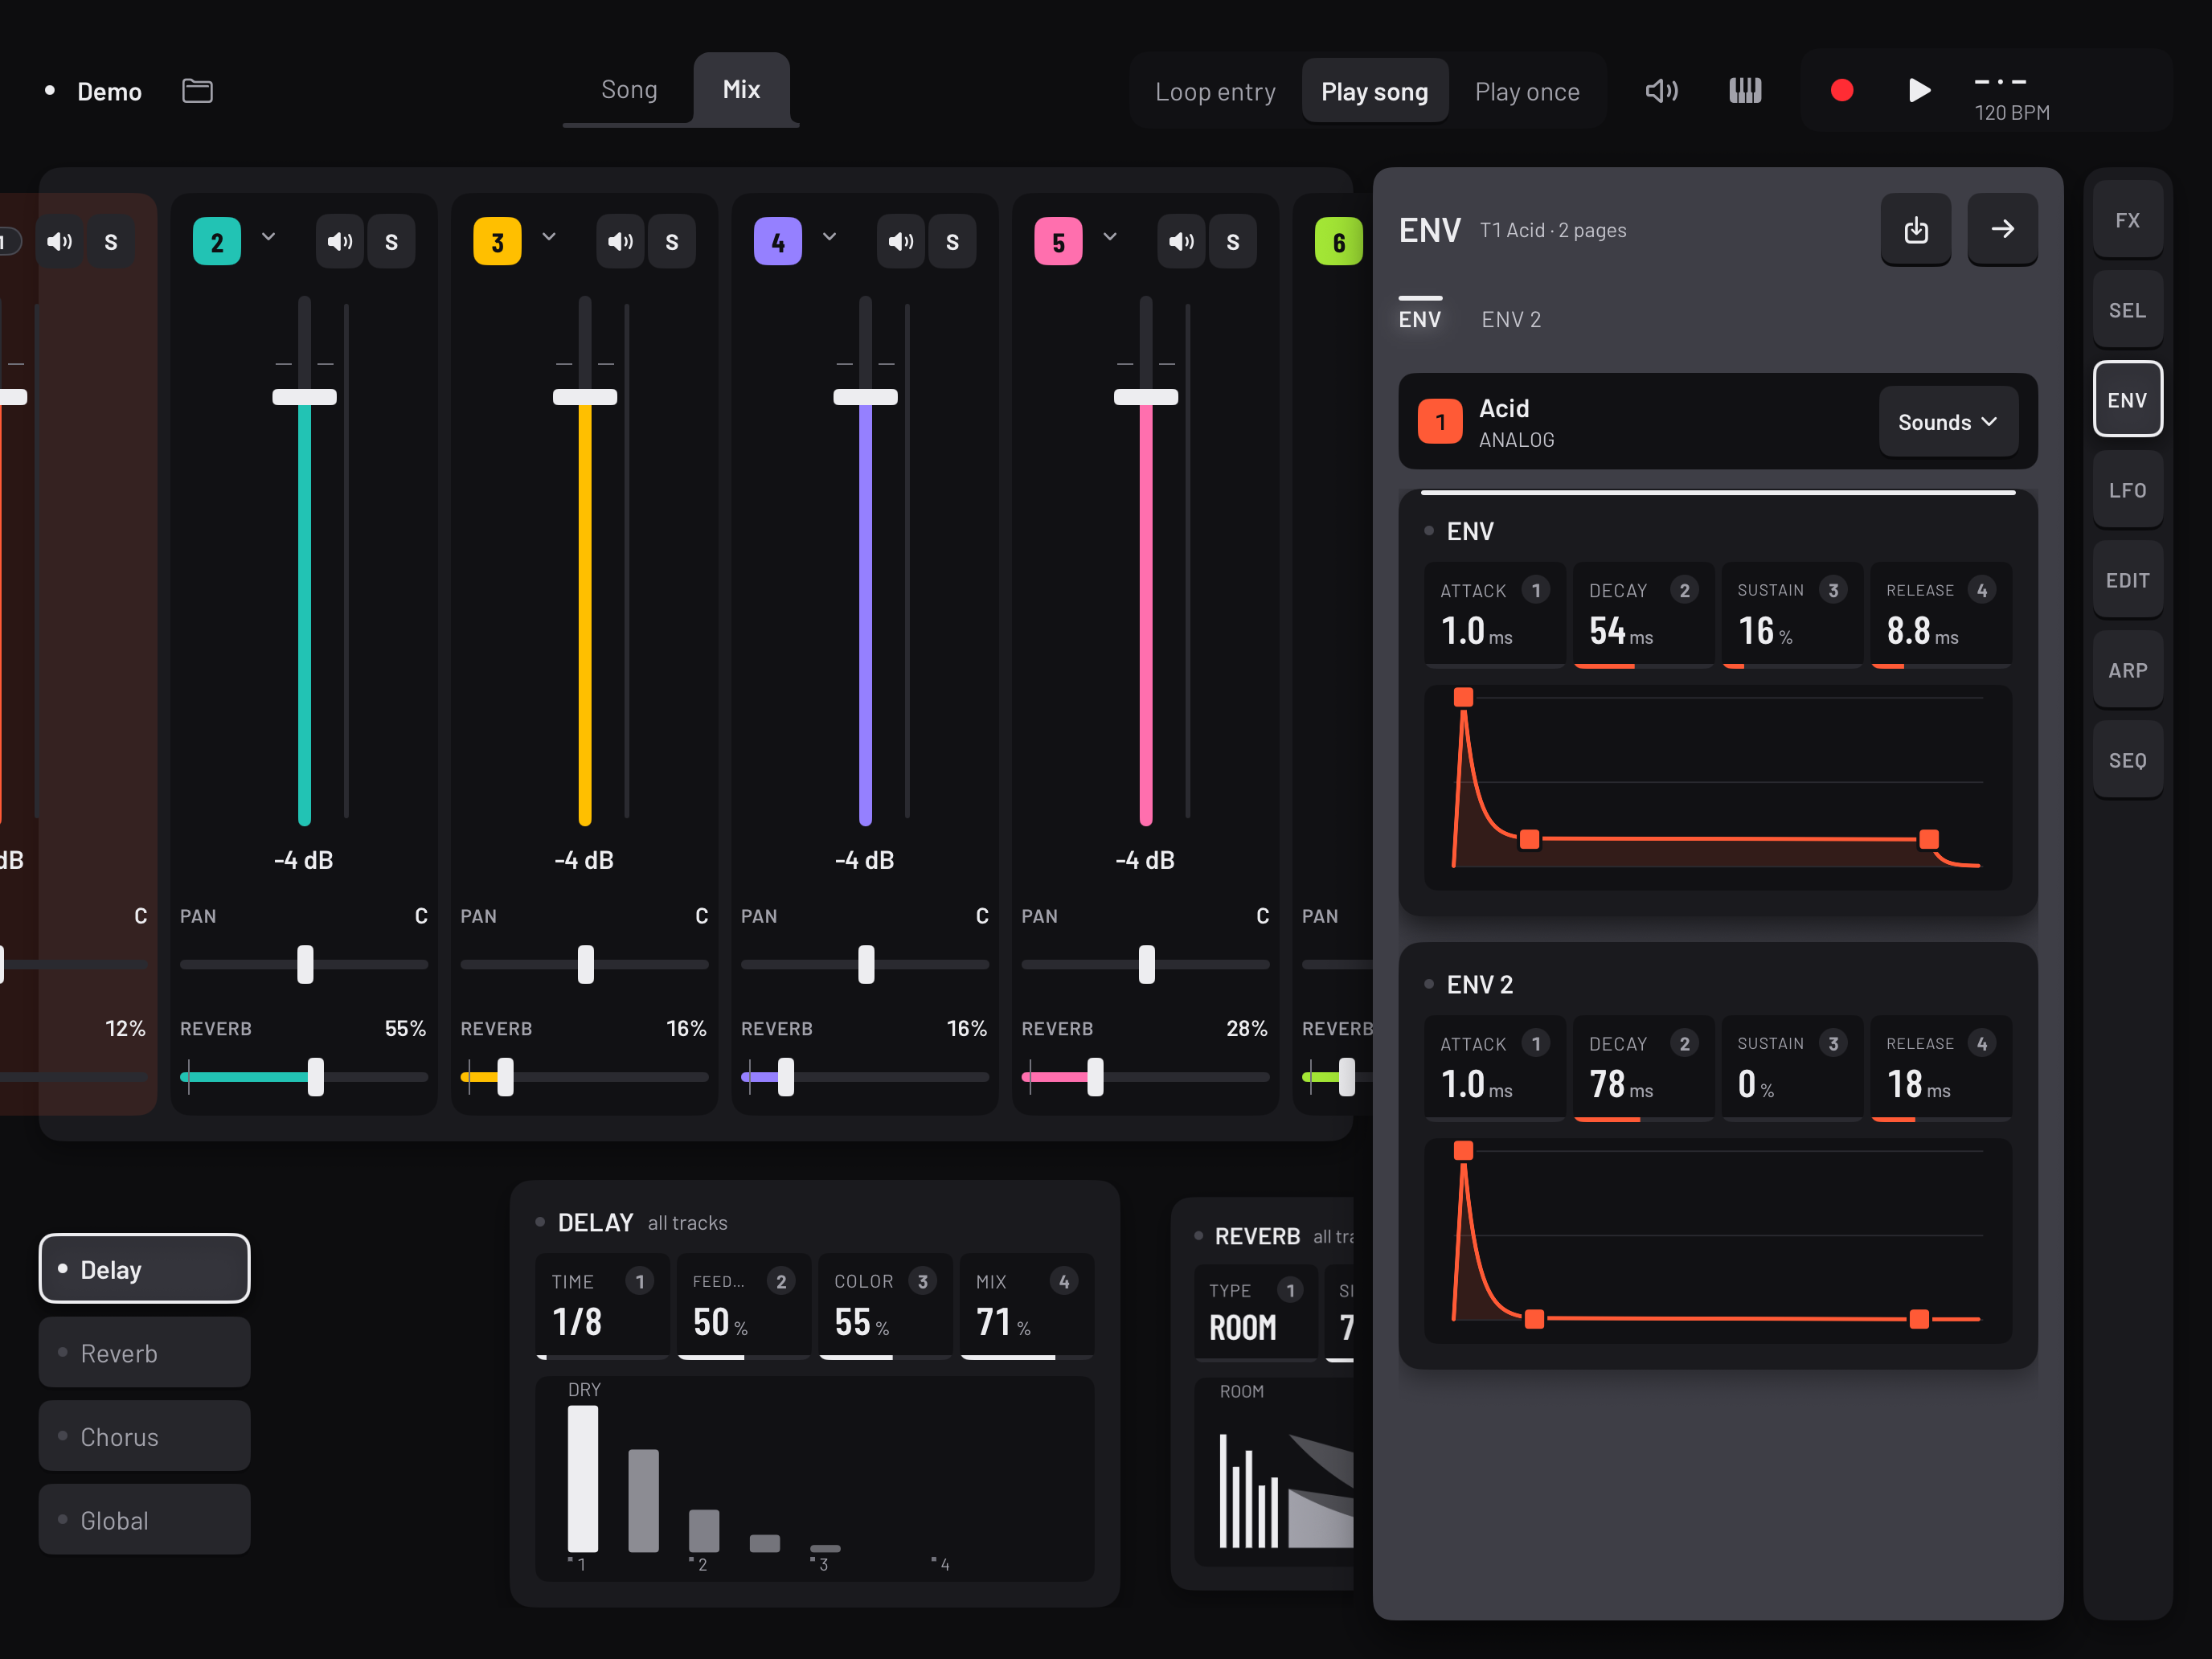 Demo
Song
Mix
Loop entry
Play song
Play once
120 BPM
S
2
S
3
S
4
S
5
S
6
dB
-4 dB
-4 dB
-4 dB
-4 dB
C
PAN C
PAN C
PAN C
PAN C
PAN
12%
REVERB 55%
REVERB 16%
REVERB 16%
REVERB 28%
REVERB
Delay
Reverb
Chorus
Global
DELAY all tracks
TIME 1
1/8
FEED... 2
50 %
COLOR 3
55 %
MIX 4
71 %
DRY
1 2 3 4
REVERB all
TYPE 1
ROOM
ROOM
ENV T1 Acid · 2 pages
ENV
ENV 2
1
Acid
ANALOG
Sounds
ENV
ATTACK 1
1.0 ms
DECAY 2
54 ms
SUSTAIN 3
16 %
RELEASE 4
8.8 ms
ENV 2
ATTACK 1
1.0 ms
DECAY 2
78 ms
SUSTAIN 3
0 %
RELEASE 4
18 ms
FX
SEL
ENV
LFO
EDIT
ARP
SEQ